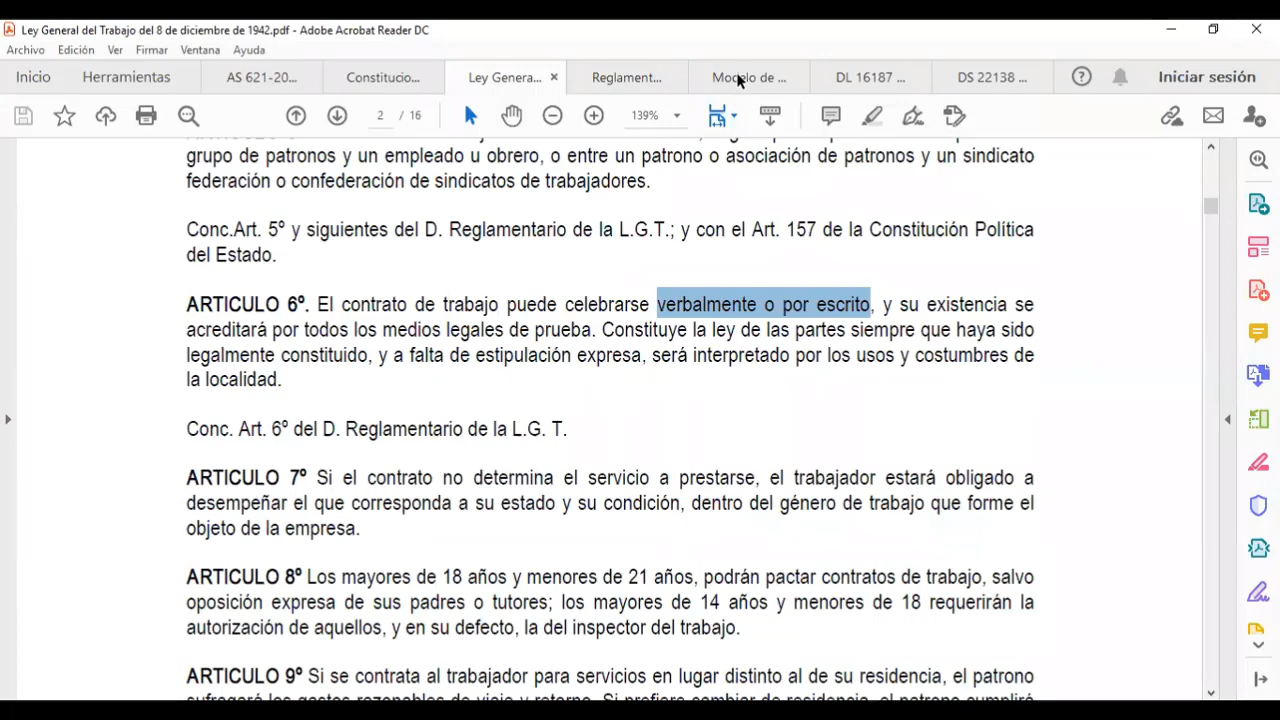 Ley General del Trabajo del 8 de diciembre de 1942.pdf - Adobe Acrobat Reader DC
Archivo Edición Ver Firmar Ventana Ayuda
Inicio Herramientas AS 621-20... Constitucio... Ley Genera... × Reglament... Modelo de ... DL 16187 ... DS 22138 ... Iniciar sesión
2 / 16 139%
grupo de patronos y un empleado u obrero, o entre un patrono o asociación de patronos y un sindicato
federación o confederación de sindicatos de trabajadores.
Conc.Art. 5º y siguientes del D. Reglamentario de la L.G.T.; y con el Art. 157 de la Constitución Política
del Estado.
ARTICULO 6º. El contrato de trabajo puede celebrarse verbalmente o por escrito, y su existencia se
acreditará por todos los medios legales de prueba. Constituye la ley de las partes siempre que haya sido
legalmente constituido, y a falta de estipulación expresa, será interpretado por los usos y costumbres de
la localidad.
Conc. Art. 6º del D. Reglamentario de la L.G. T.
ARTICULO 7º Si el contrato no determina el servicio a prestarse, el trabajador estará obligado a
desempeñar el que corresponda a su estado y su condición, dentro del género de trabajo que forme el
objeto de la empresa.
ARTICULO 8º Los mayores de 18 años y menores de 21 años, podrán pactar contratos de trabajo, salvo
oposición expresa de sus padres o tutores; los mayores de 14 años y menores de 18 requerirán la
autorización de aquellos, y en su defecto, la del inspector del trabajo.
ARTICULO 9º Si se contrata al trabajador para servicios en lugar distinto al de su residencia, el patrono